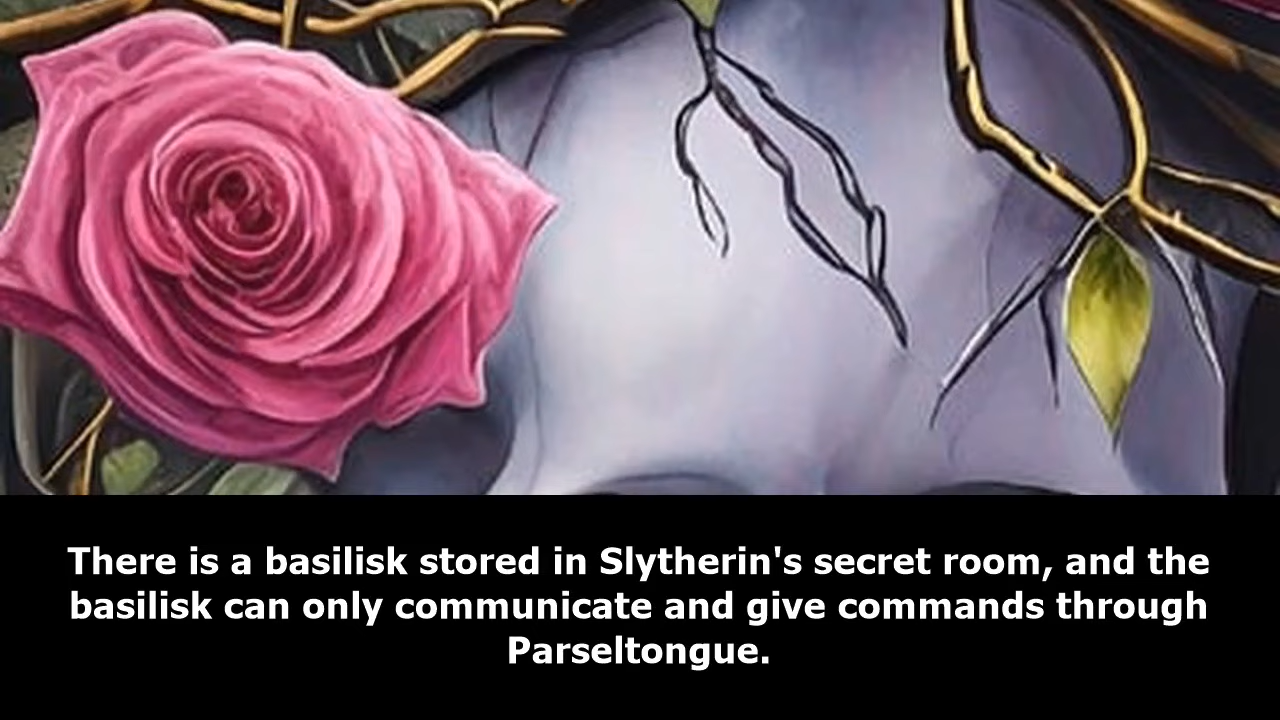 There is a basilisk stored in Slytherin's secret room, and the
basilisk can only communicate and give commands through
Parseltongue.